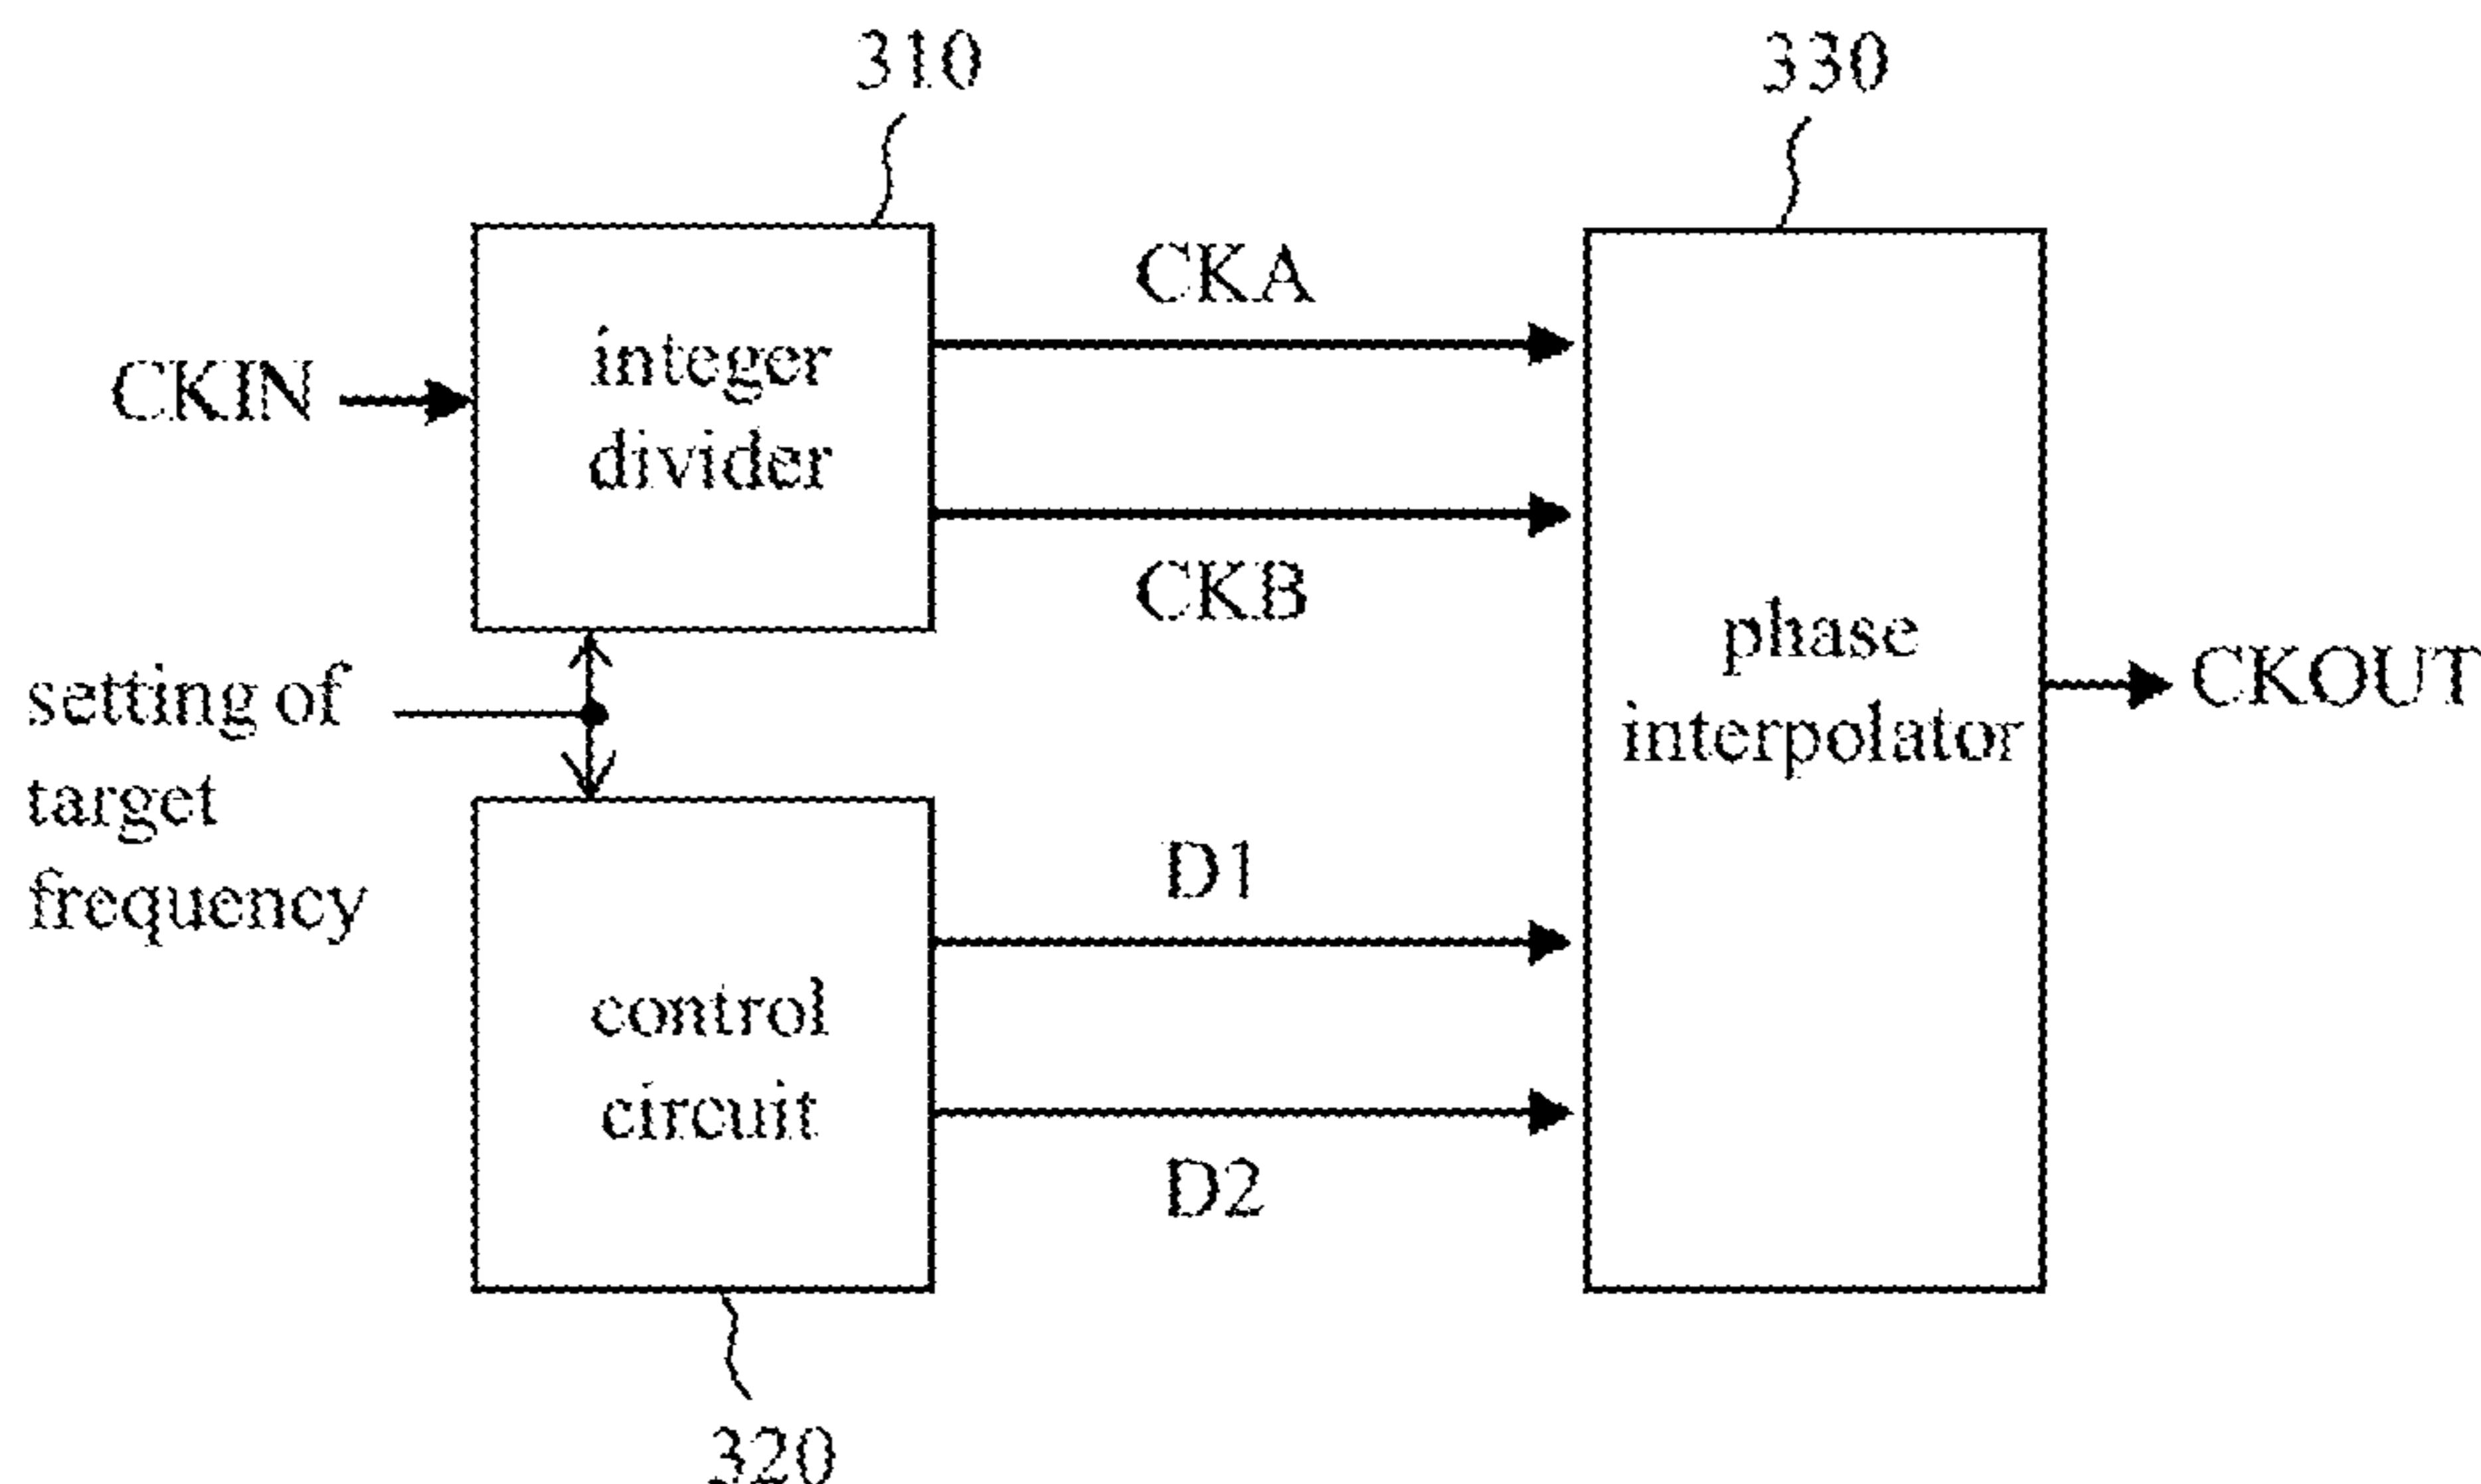 310
330
CKA
CKIN
integer
divider
CKB
phase
interpolator
CKOUT
setting of
target
frequency
D1
control
circuit
D2
320